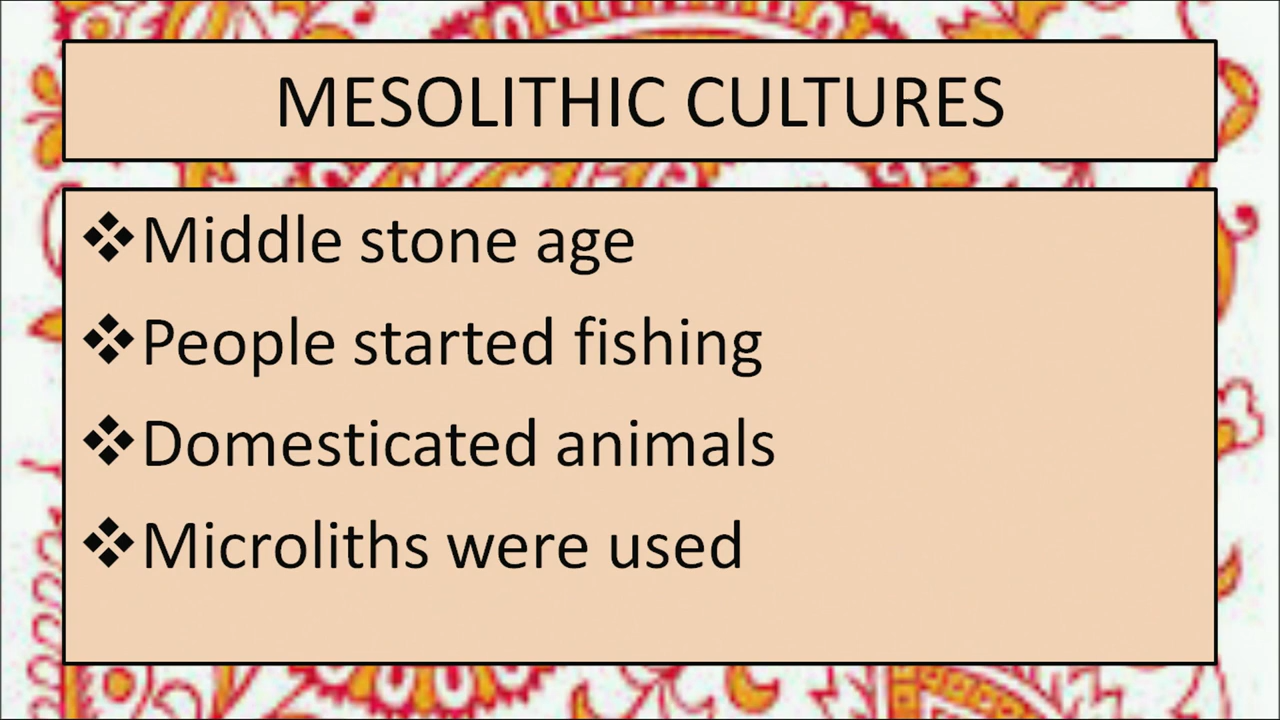 MESOLITHIC CULTURES
❖Middle stone age
❖People started fishing
❖Domesticated animals
❖Microliths were used